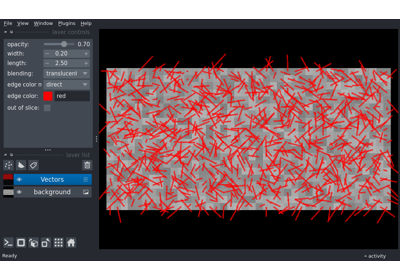 File View Window Plugins Help
layer controls
opacity: 0.70
width: 0.20
length: 2.50
blending: translucent
edge color m direct
edge color: red
out of slice:
layer list
Vectors
background
Ready
activity